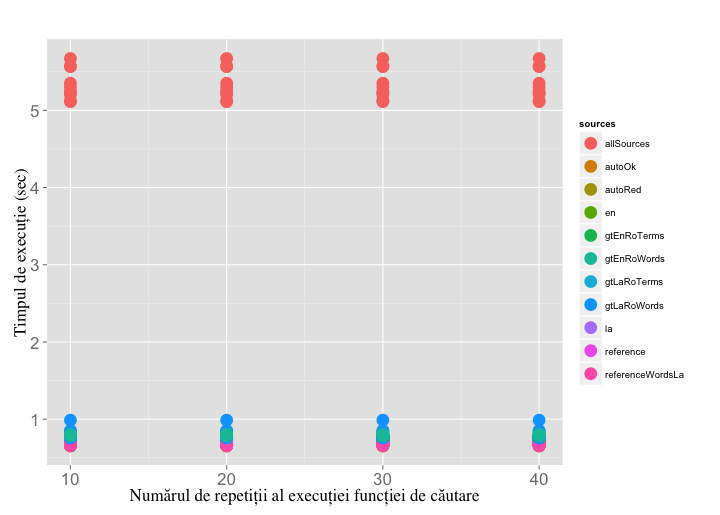 Timpul de execuție (sec)
5
4
3
2
1
10 20 30 40
Numărul de repetiții al execuției funcției de căutare
sources
allSources
autoOk
autoRed
en
gtEnRoTerms
gtEnRoWords
gtLaRoTerms
gtLaRoWords
la
reference
referenceWordsLa